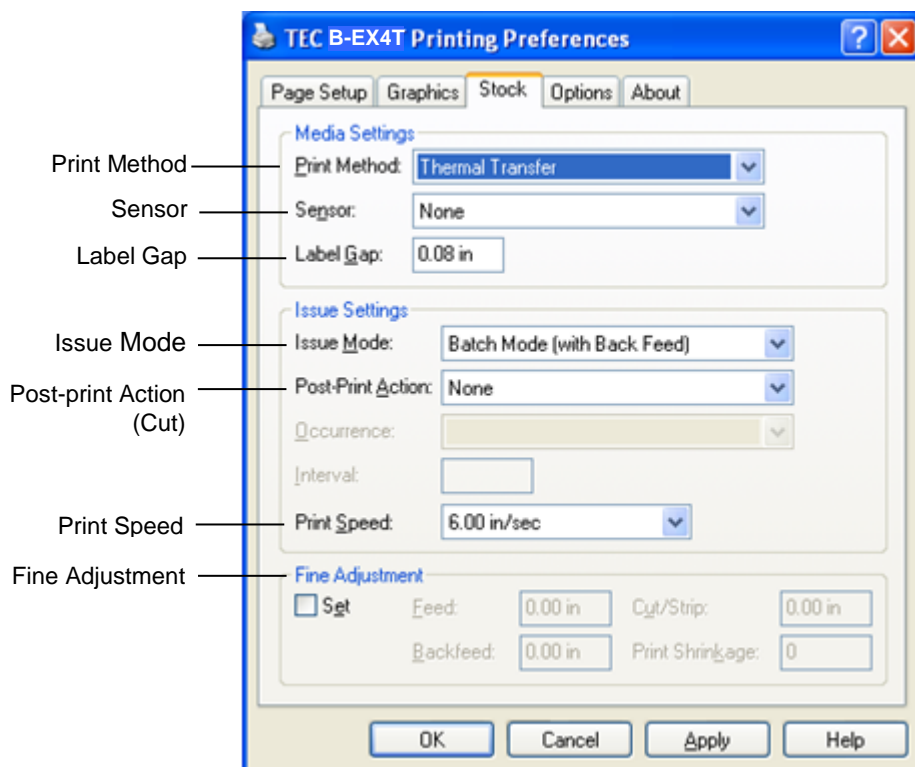 TEC B-EX4T Printing Preferences
Page Setup Graphics Stock Options About
Media Settings
Print Method Print Method: Thermal Transfer
Sensor Sensor: None
Label Gap Label Gap: 0.08 in
Issue Settings
Issue Mode Issue Mode: Batch Mode (with Back Feed)
Post-print Action (Cut) Post-Print Action: None
Occurrence:
Interval:
Print Speed Print Speed: 6.00 in/sec
Fine Adjustment Fine Adjustment
Set Feed: 0.00 in Cut/Strip: 0.00 in
Backfeed: 0.00 in Print Shrinkage: 0
OK Cancel Apply Help